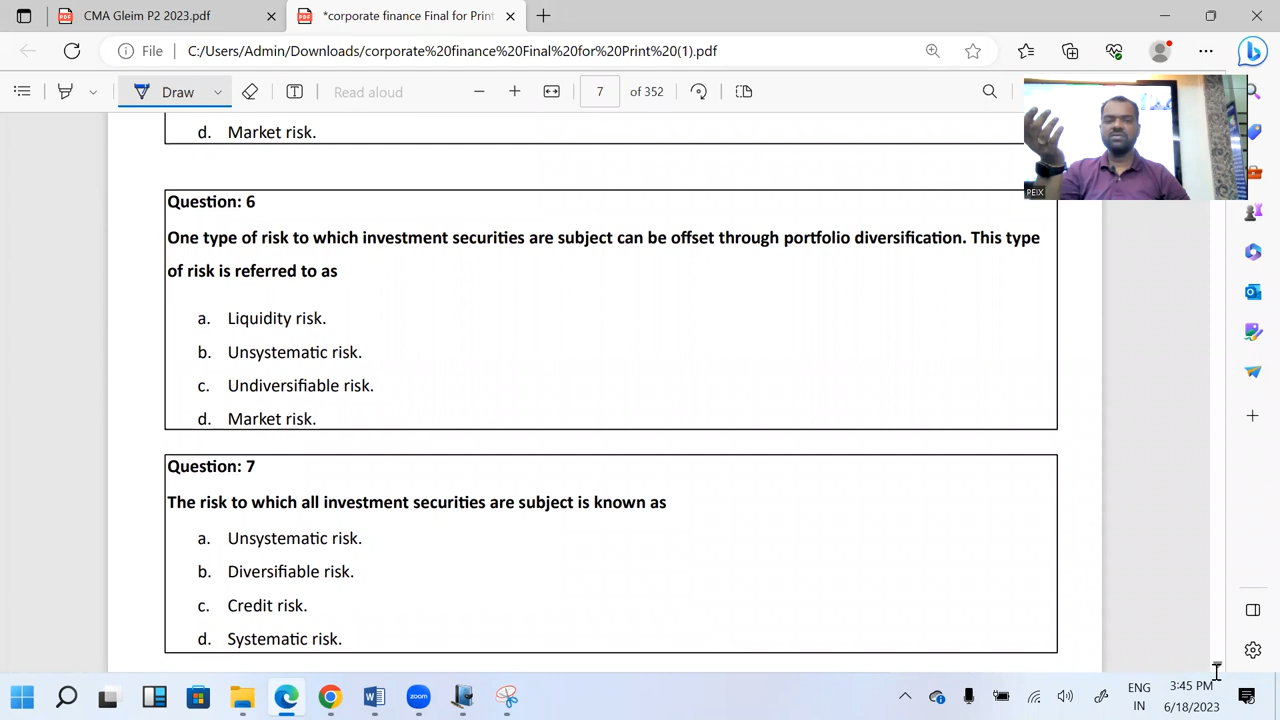 CMA Gleim P2 2023.pdf
*corporate finance Final for Print
File
C:/Users/Admin/Downloads/corporate%20finance%20Final%20for%20Print%20(1).pdf
Draw
Read aloud
7
of 352
d. Market risk.
PEIX
Question: 6
One type of risk to which investment securities are subject can be offset through portfolio diversification. This type
of risk is referred to as
a. Liquidity risk.
b. Unsystematic risk.
c. Undiversifiable risk.
d. Market risk.
Question: 7
The risk to which all investment securities are subject is known as
a. Unsystematic risk.
b. Diversifiable risk.
c. Credit risk.
d. Systematic risk.
ENG
IN
3:45 PM
6/18/2023